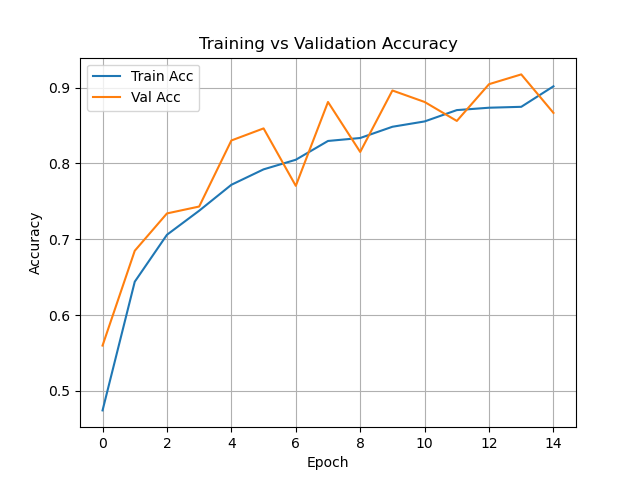 Training vs Validation Accuracy
Train Acc
Val Acc
0.9
0.8
0.7
0.6
0.5
Accuracy
0 2 4 6 8 10 12 14
Epoch